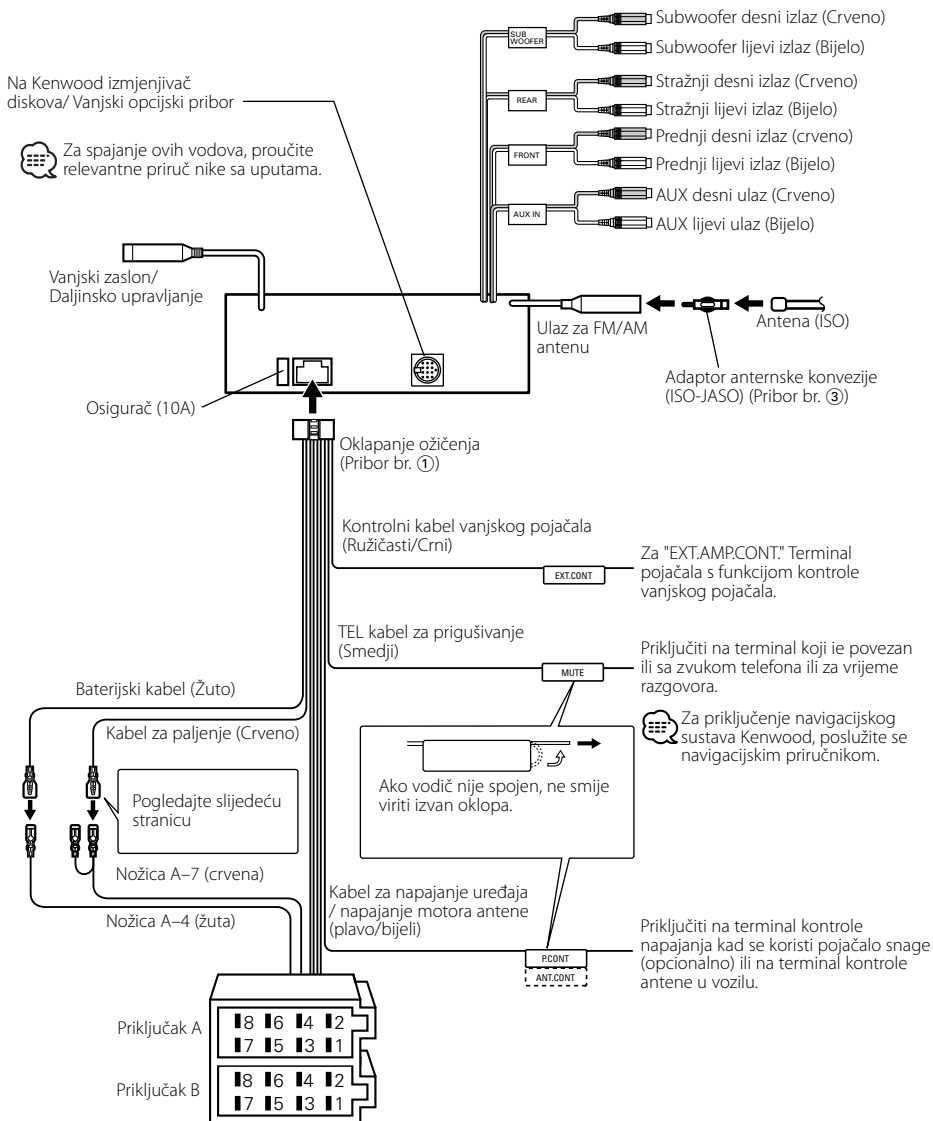 SUB
WOOFER
Subwoofer desni izlaz (Crveno)
Subwoofer lijevi izlaz (Bijelo)
REAR
Stražnji desni izlaz (Crveno)
Stražnji lijevi izlaz (Bijelo)
FRONT
Prednji desni izlaz (crveno)
Prednji lijevi izlaz (Bijelo)
AUX IN
AUX desni ulaz (Crveno)
AUX lijevi ulaz (Bijelo)
Na Kenwood izmjenjivač
diskova/ Vanjski opcijski pribor
Za spajanje ovih vodova, proučite
relevantne priruč nike sa uputama.
Vanjski zaslon/
Daljinsko upravljanje
Ulaz za FM/AM
antenu
Antena (ISO)
Adaptor anternske konvezije
(ISO-JASO) (Pribor br. ③)
Osigurač (10A)
Oklapanje ožičenja
(Pribor br. ①)
Kontrolni kabel vanjskog pojačala
(Ružičasti/Crni)
EXT.CONT
Za "EXT.AMP.CONT." Terminal
pojačala s funkcijom kontrole
vanjskog pojačala.
TEL kabel za prigušivanje
(Smedji)
MUTE
Priključiti na terminal koji ie povezan
ili sa zvukom telefona ili za vrijeme
razgovora.
Za priključenje navigacijskog
sustava Kenwood, poslužite se
navigacijskim priručnikom.
Baterijski kabel (Žuto)
Kabel za paljenje (Crveno)
Pogledajte slijedeću
stranicu
Ako vodič nije spojen, ne smije
viriti izvan oklopa.
Nožica A–7 (crvena)
Nožica A–4 (žuta)
Kabel za napajanje uređaja
/ napajanje motora antene
(plavo/bijeli)
P.CONT
ANT.CONT
Priključiti na terminal kontrole
napajanja kad se koristi pojačalo snage
(opcionalno) ili na terminal kontrole
antene u vozilu.
Priključak A
8 6 4 2
7 5 3 1
Priključak B
8 6 4 2
7 5 3 1